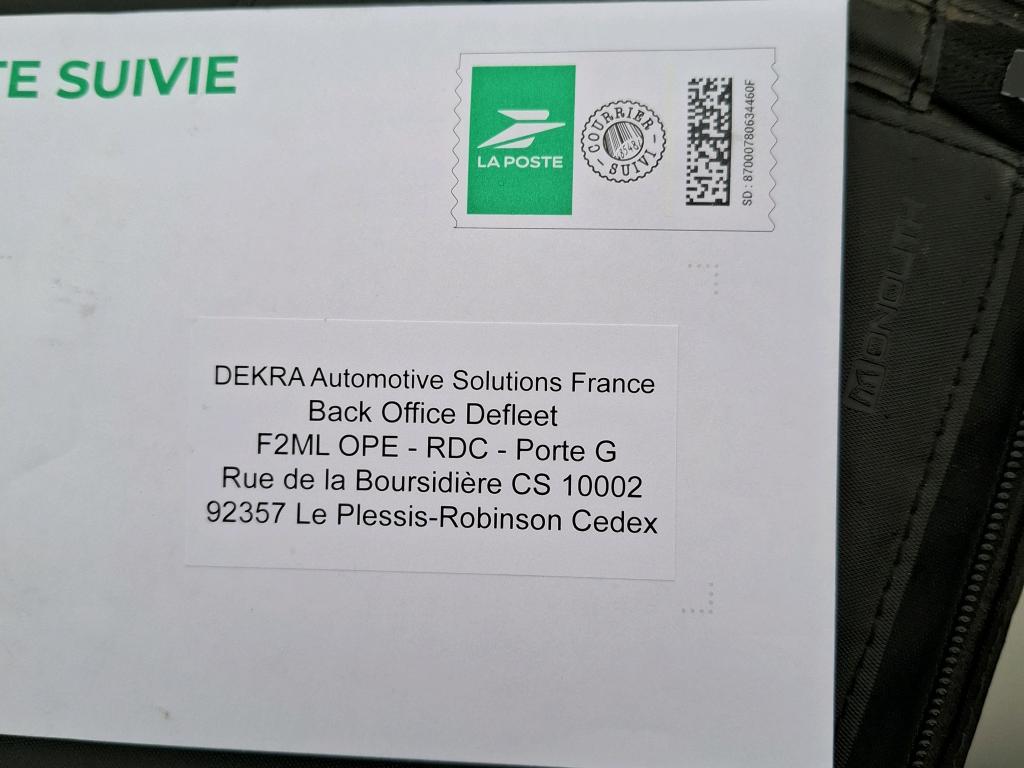 TE SUIVIE
LA POSTE
COURRIER
SUIVI
SD : 87000780634460F
DEKRA Automotive Solutions France
Back Office Defleet
F2ML OPE - RDC - Porte G
Rue de la Boursidière CS 10002
92357 Le Plessis-Robinson Cedex
MONOLITH